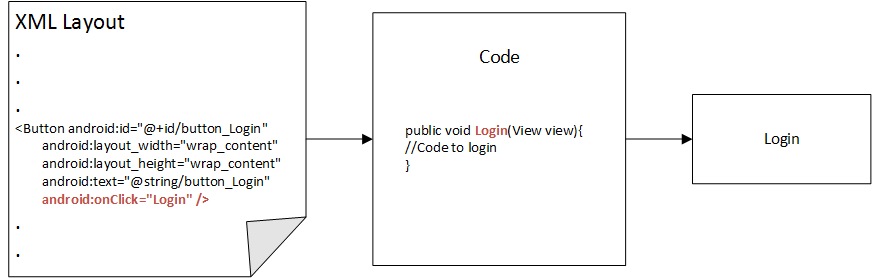 XML Layout
.
.
.
<Button android:id="@+id/button_Login"
android:layout_width="wrap_content"
android:layout_height="wrap_content"
android:text="@string/button_Login"
android:onClick="Login" />
.
.
Code
public void Login(View view){
//Code to login
}
Login